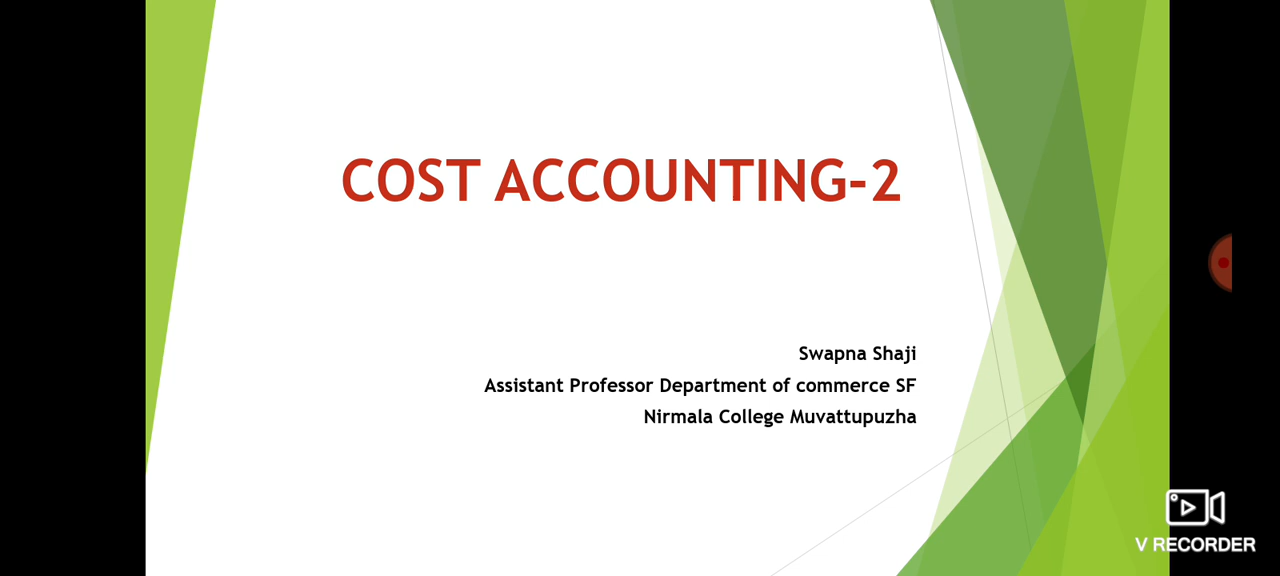 COST ACCOUNTING-2
Swapna Shaji
Assistant Professor Department of commerce SF
Nirmala College Muvattupuzha
V RECORDER